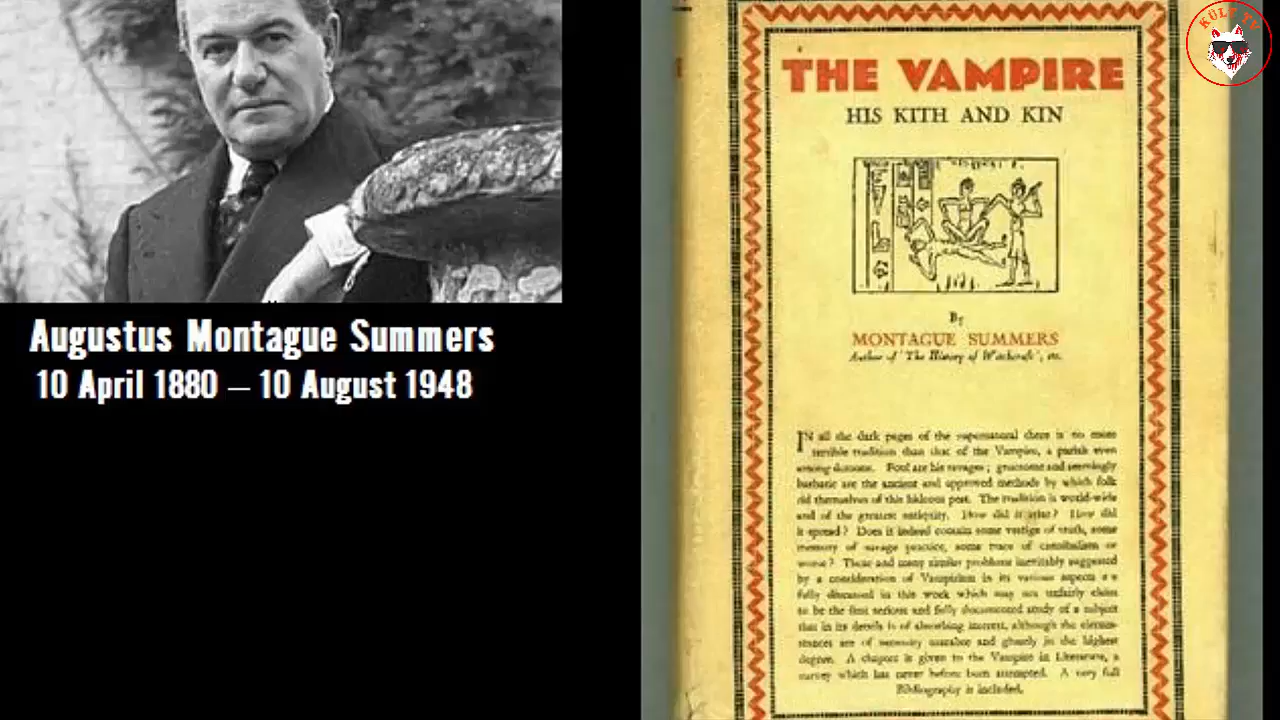 KÜLT TV
THE VAMPIRE
HIS KITH AND KIN
By
MONTAGUE SUMMERS
Author of 'The History of Witchcraft', etc.
IN all the dark pages of the supernatural there is no more
terrible tradition than that of the Vampire, a pariah even
among demons. Foul are his ravages; gruesome and seemingly
barbaric are the ancient and approved methods by which folk
rid themselves of this hideous pest. The tradition is world-wide
and of the greatest antiquity. How did it arise? How did
it spread? Does it indeed contain some vestige of truth, some
memory of savage practice, some trace of cannibalism or
worse? These and many similar problems inevitably suggested
by a consideration of Vampirism in its various aspects are
fully discussed in this work which may not unfairly claim
to be the first serious and fully documented study of a subject
that in its details is of absorbing interest, although the circum-
stances are of necessity macabre and ghastly in the highest
degree. A chapter is given to the Vampire in Literature, a
survey which has never before been attempted. A very full
Bibliography is included.
Augustus Montague Summers
10 April 1880 – 10 August 1948